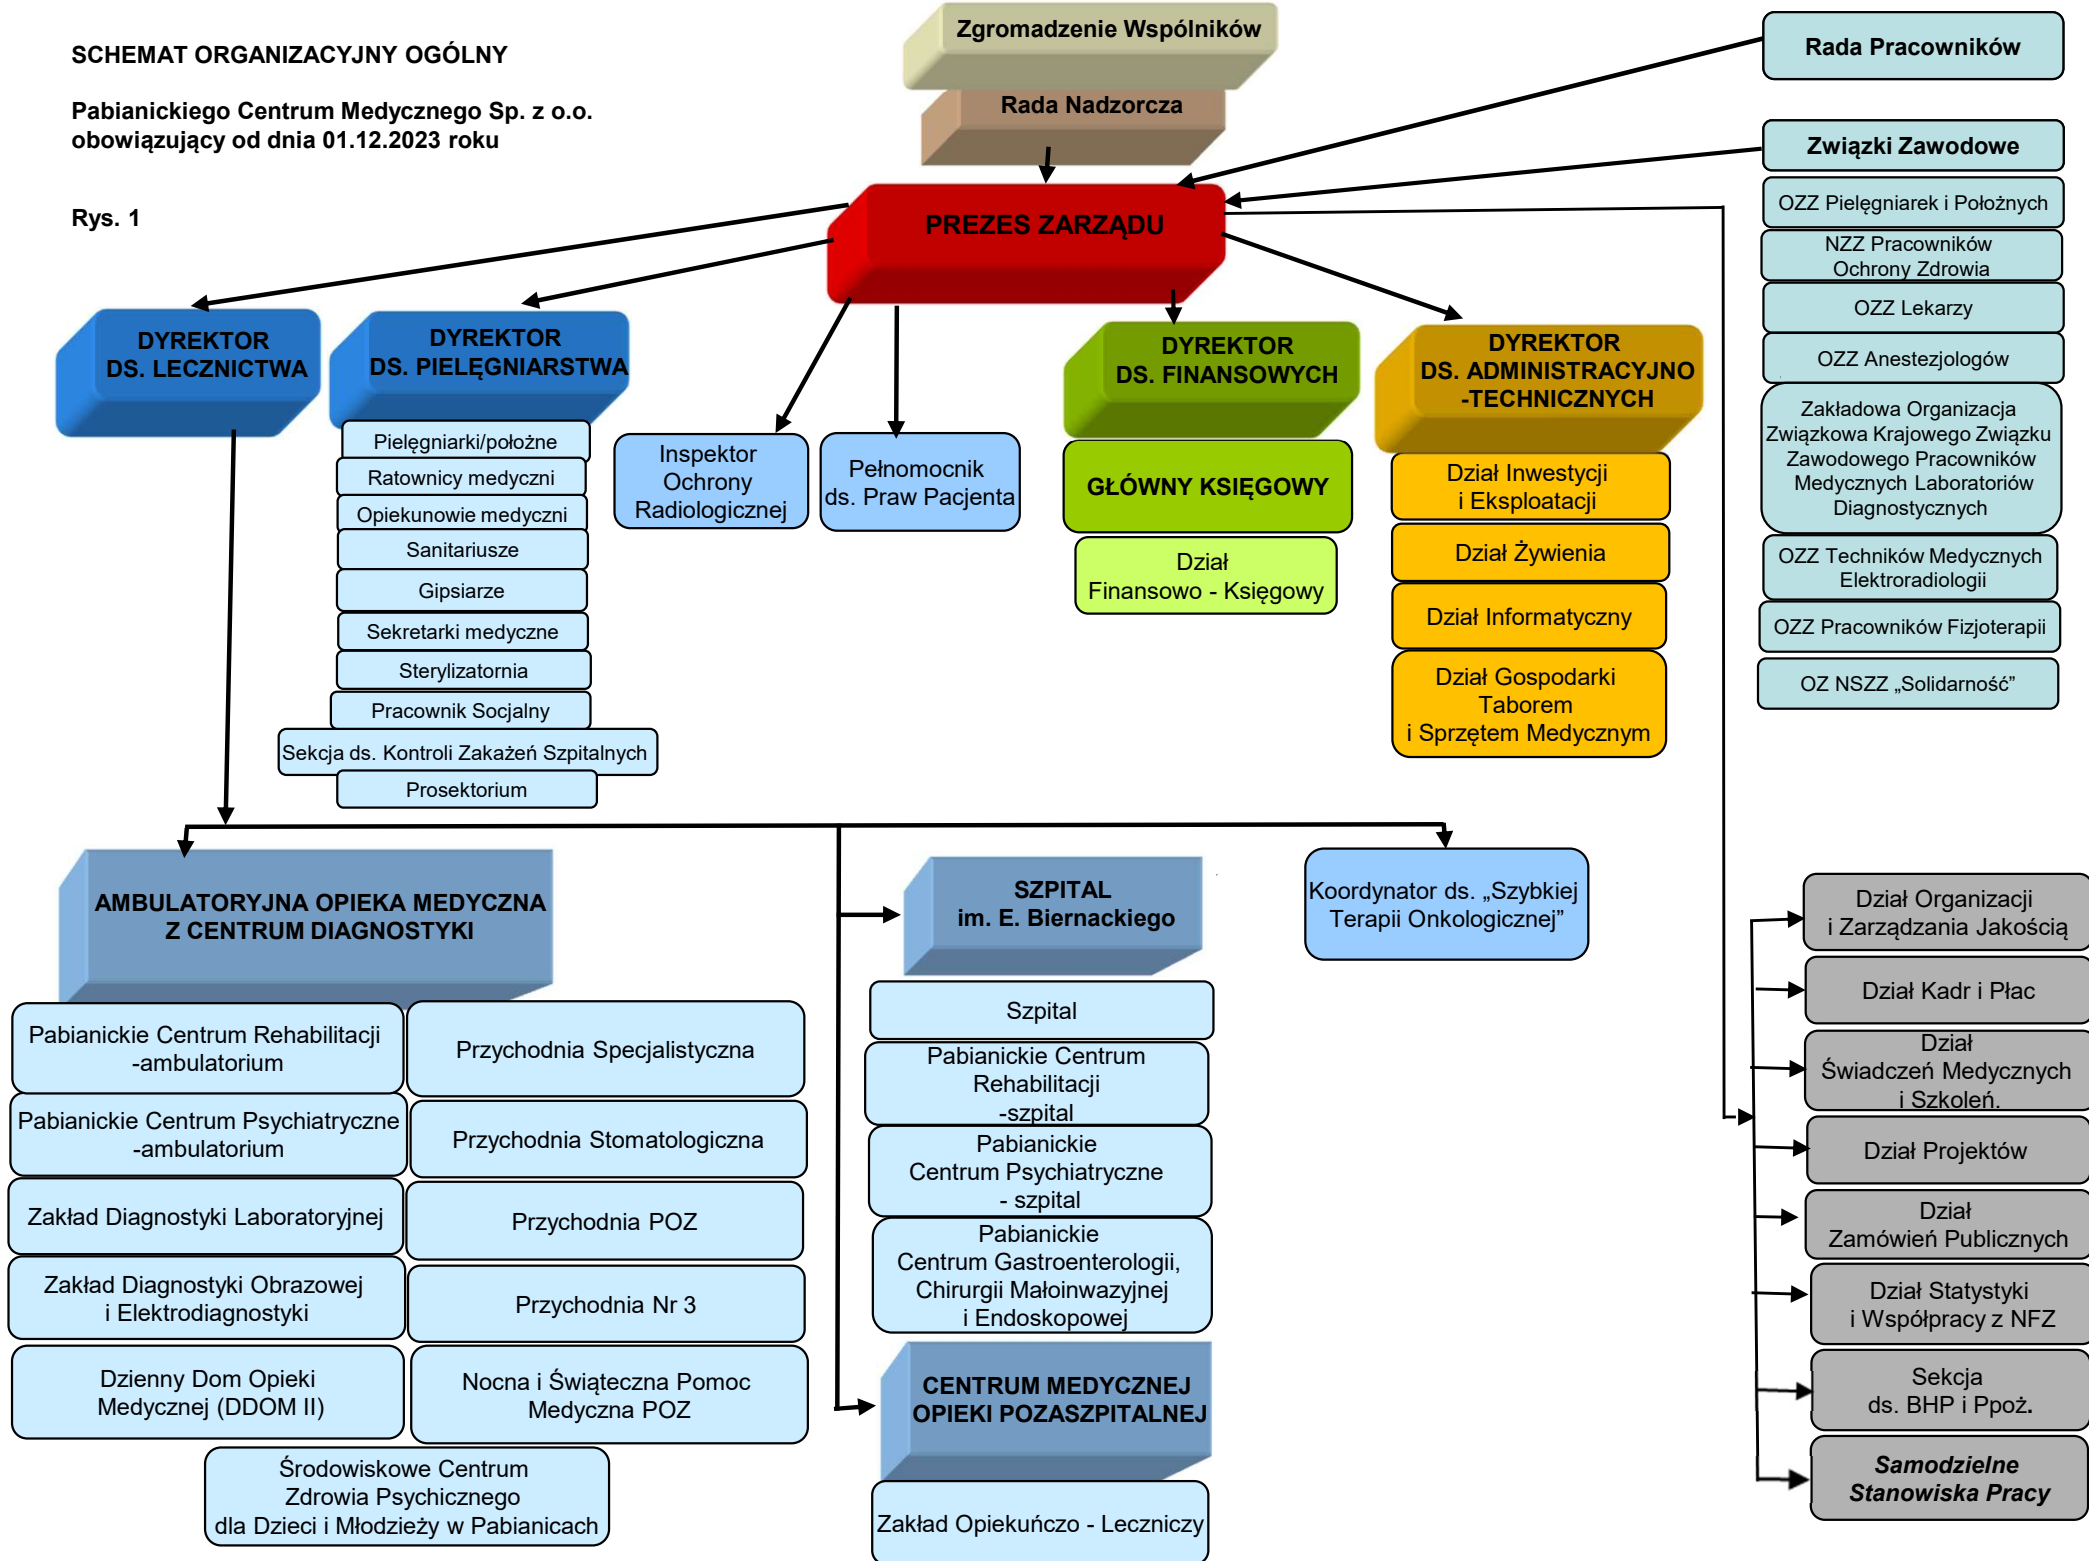 SCHEMAT ORGANIZACYJNY OGÓLNY
Pabianickiego Centrum Medycznego Sp. z o.o.
obowiązujący od dnia 01.12.2023 roku
Rys. 1
Zgromadzenie Wspólników
Rada Nadzorcza
PREZES ZARZĄDU
Rada Pracowników
Związki Zawodowe
OZZ Pielęgniarek i Położnych
NZZ Pracowników
Ochrony Zdrowia
OZZ Lekarzy
OZZ Anestezjologów
Zakładowa Organizacja
Związkowa Krajowego Związku
Zawodowego Pracowników
Medycznych Laboratoriów
Diagnostycznych
OZZ Techników Medycznych
Elektroradiologii
OZZ Pracowników Fizjoterapii
OZ NSZZ „Solidarność”
DYREKTOR
DS. LECZNICTWA
DYREKTOR
DS. PIELĘGNIARSTWA
Pielęgniarki/położne
Ratownicy medyczni
Opiekunowie medyczni
Sanitariusze
Gipsiarze
Sekretarki medyczne
Sterylizatornia
Pracownik Socjalny
Sekcja ds. Kontroli Zakażeń Szpitalnych
Prosektorium
Inspektor
Ochrony
Radiologicznej
Pełnomocnik
ds. Praw Pacjenta
DYREKTOR
DS. FINANSOWYCH
GŁÓWNY KSIĘGOWY
Dział
Finansowo - Księgowy
DYREKTOR
DS. ADMINISTRACYJNO
-TECHNICZNYCH
Dział Inwestycji
i Eksploatacji
Dział Żywienia
Dział Informatyczny
Dział Gospodarki
Taborem
i Sprzętem Medycznym
AMBULATORYJNA OPIEKA MEDYCZNA
Z CENTRUM DIAGNOSTYKI
Pabianickie Centrum Rehabilitacji
-ambulatorium
Przychodnia Specjalistyczna
Pabianickie Centrum Psychiatryczne
-ambulatorium
Przychodnia Stomatologiczna
Zakład Diagnostyki Laboratoryjnej
Przychodnia POZ
Zakład Diagnostyki Obrazowej
i Elektrodiagnostyki
Przychodnia Nr 3
Dzienny Dom Opieki
Medycznej (DDOM II)
Nocna i Świąteczna Pomoc
Medyczna POZ
Środowiskowe Centrum
Zdrowia Psychicznego
dla Dzieci i Młodzieży w Pabianicach
SZPITAL
im. E. Biernackiego
Szpital
Pabianickie Centrum
Rehabilitacji
-szpital
Pabianickie
Centrum Psychiatryczne
- szpital
Pabianickie
Centrum Gastroenterologii,
Chirurgii Małoinwazyjnej
i Endoskopowej
CENTRUM MEDYCZNEJ
OPIEKI POZASZPITALNEJ
Zakład Opiekuńczo - Leczniczy
Koordynator ds. „Szybkiej
Terapii Onkologicznej”
Dział Organizacji
i Zarządzania Jakością
Dział Kadr i Płac
Dział
Świadczeń Medycznych
i Szkoleń.
Dział Projektów
Dział
Zamówień Publicznych
Dział Statystyki
i Współpracy z NFZ
Sekcja
ds. BHP i Ppoż.
Samodzielne
Stanowiska Pracy